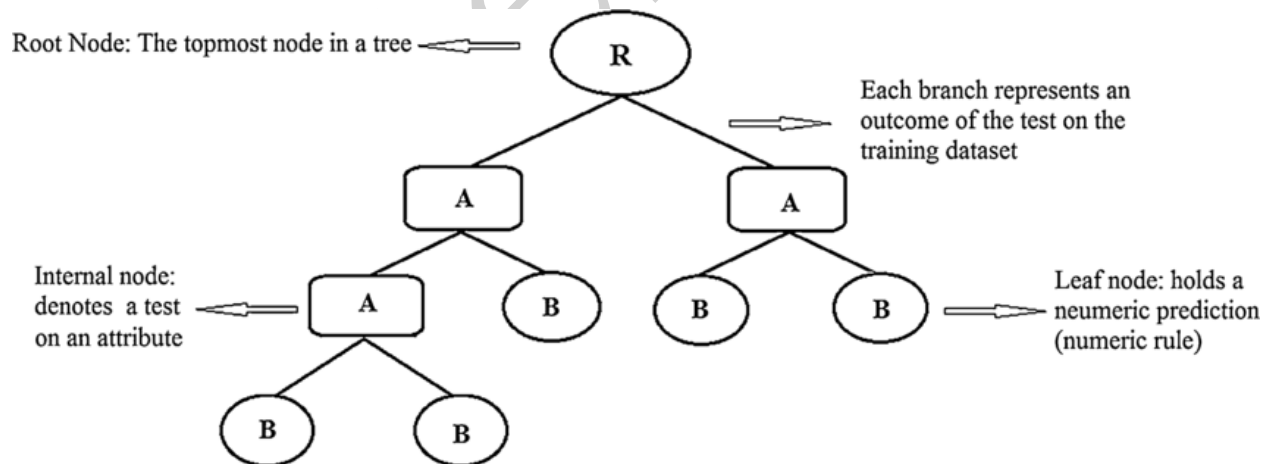 Root Node: The topmost node in a tree
R
Each branch represents an
outcome of the test on the
training dataset
A
A
Internal node:
denotes a test
on an attribute
A
B
B
B
Leaf node: holds a
neumeric prediction
(numeric rule)
B
B